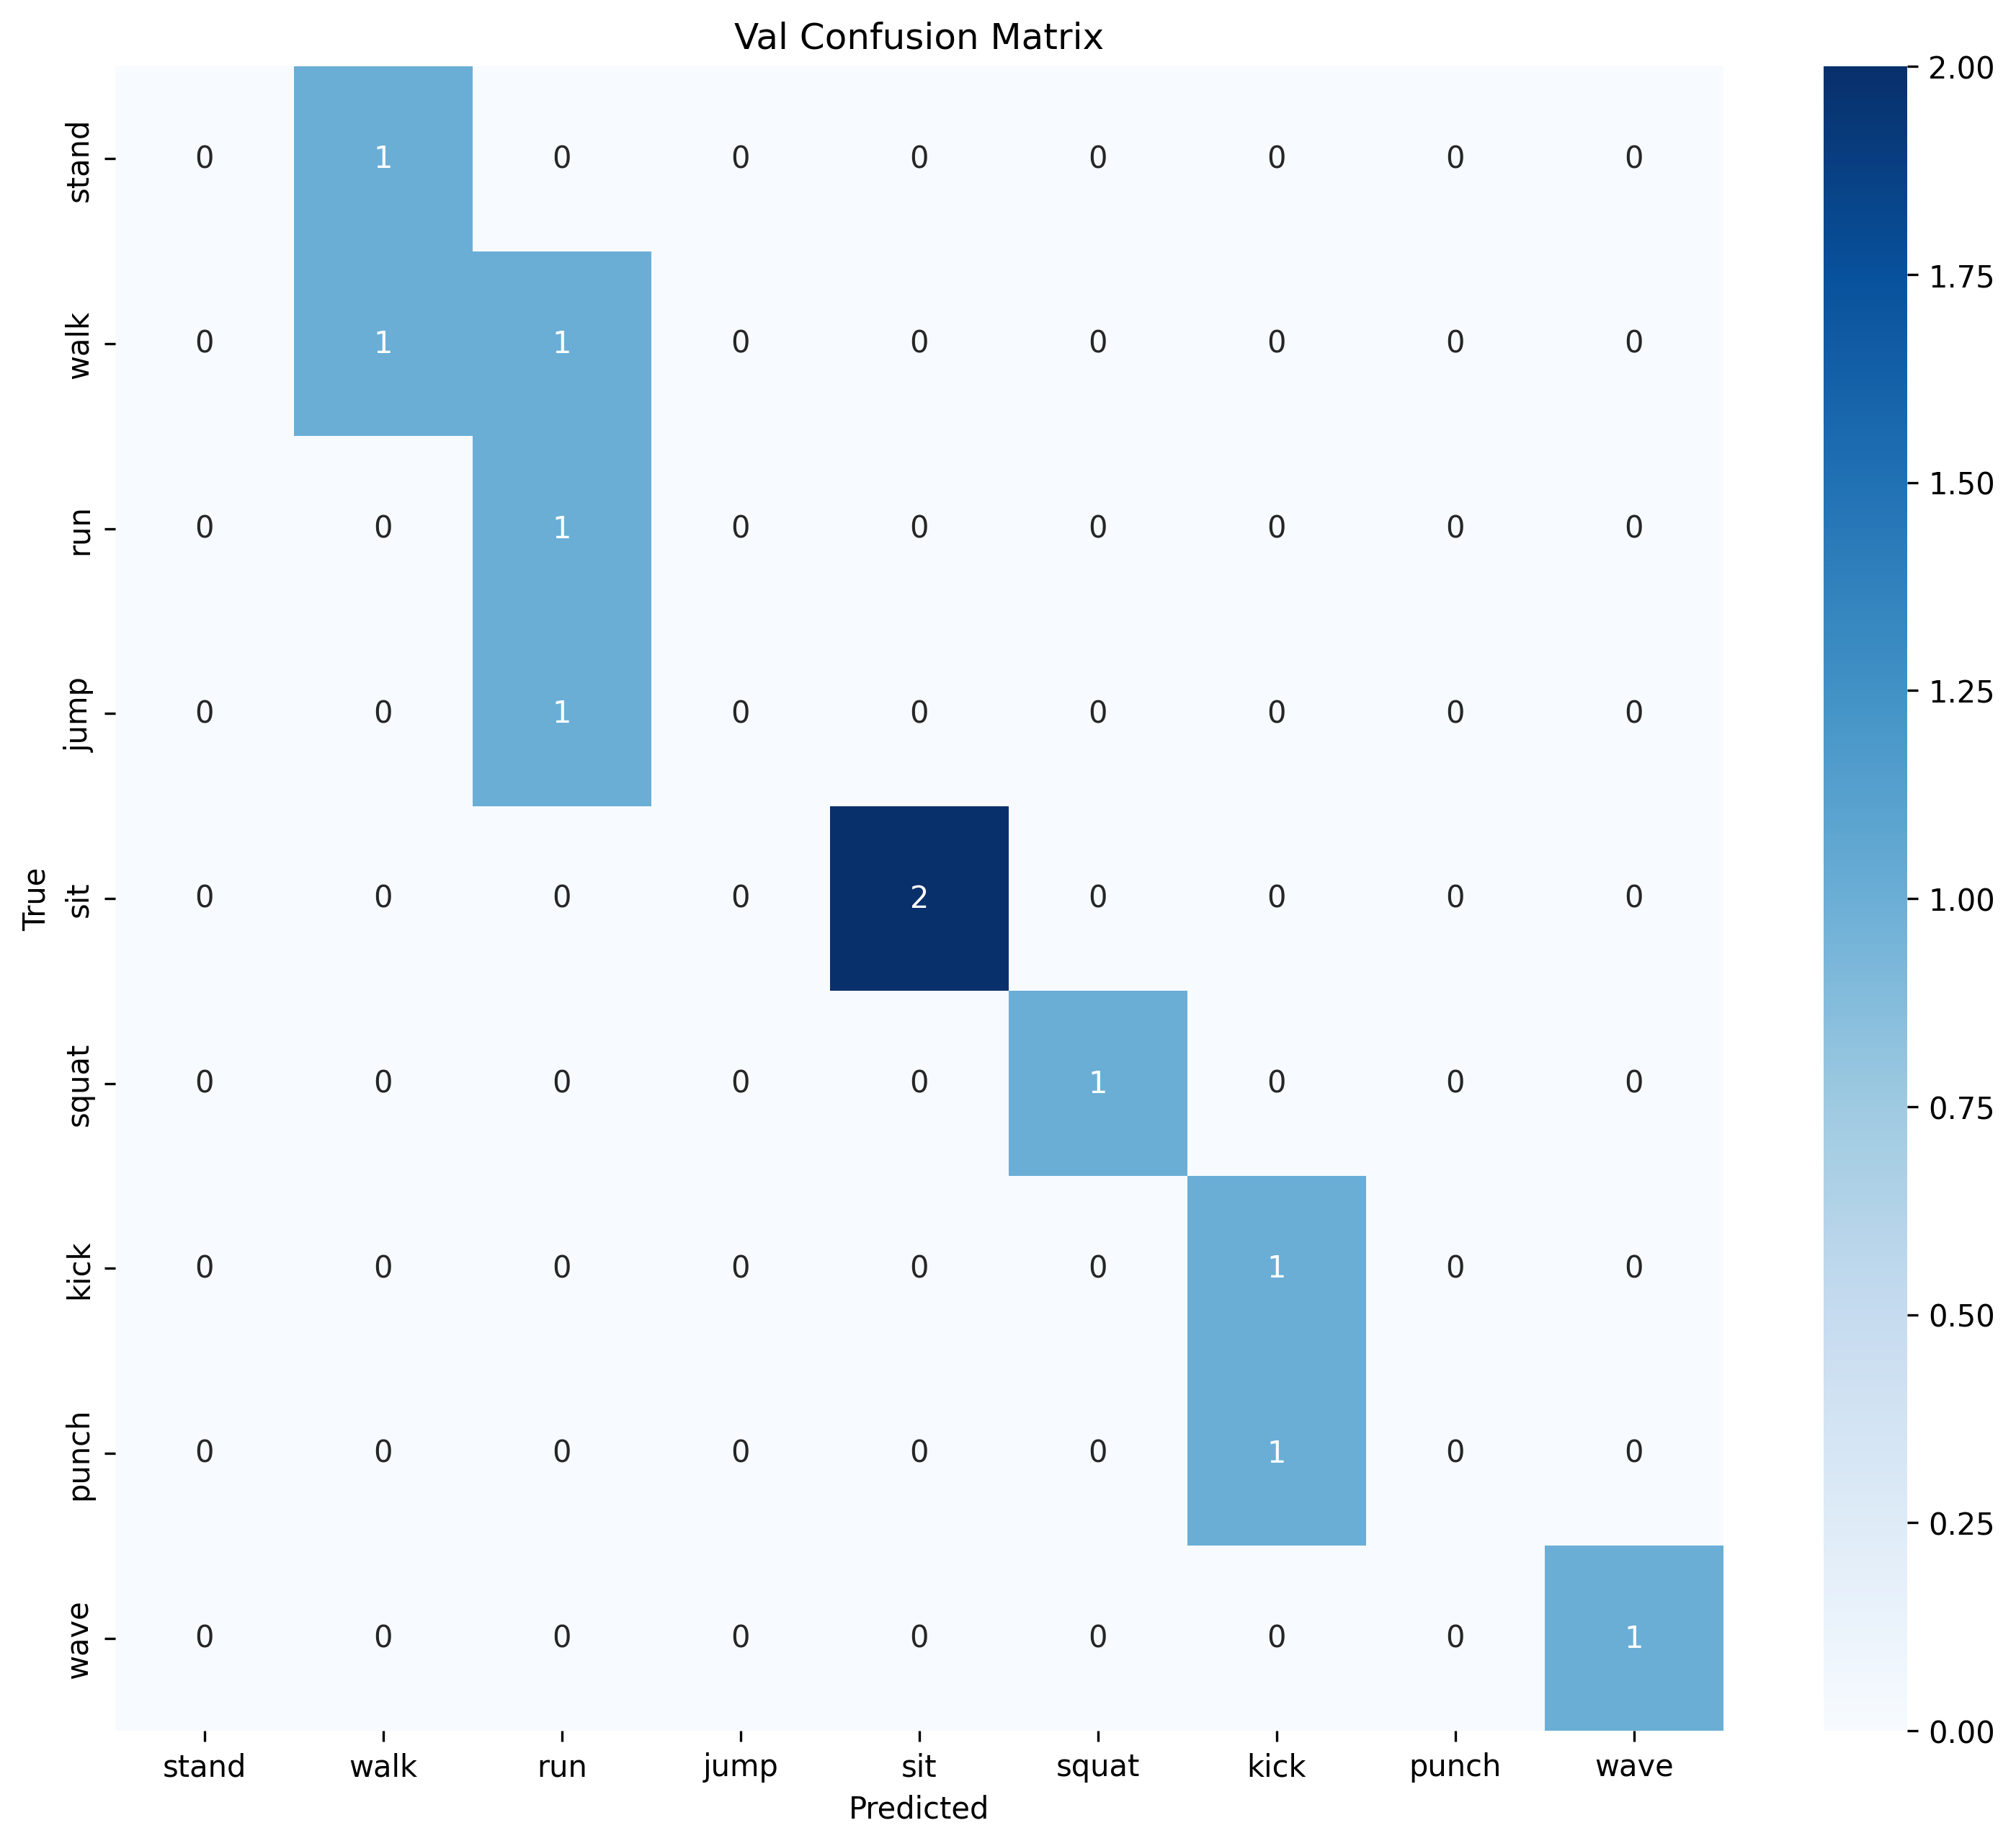 Val Confusion Matrix
True
stand 0 1 0 0 0 0 0 0 0
walk 0 1 1 0 0 0 0 0 0
run 0 0 1 0 0 0 0 0 0
jump 0 0 1 0 0 0 0 0 0
sit 0 0 0 0 2 0 0 0 0
squat 0 0 0 0 0 1 0 0 0
kick 0 0 0 0 0 0 1 0 0
punch 0 0 0 0 0 0 1 0 0
wave 0 0 0 0 0 0 0 0 1
stand walk run jump sit squat kick punch wave
Predicted
2.00
1.75
1.50
1.25
1.00
0.75
0.50
0.25
0.00